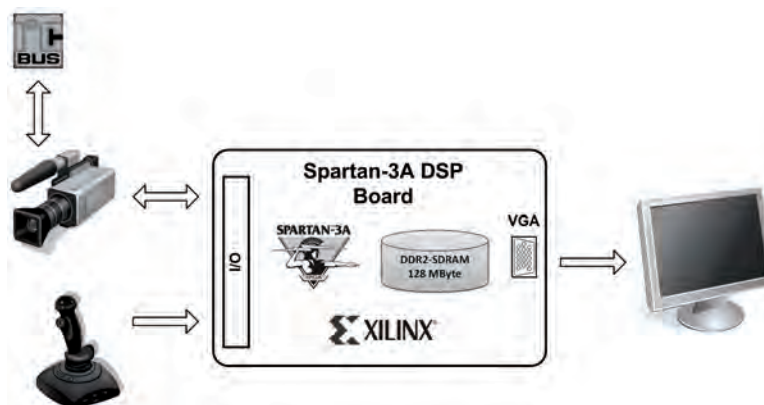 BUS
Spartan-3A DSP
Board
SPARTAN-3A
DDR2-SDRAM
128 MByte
VGA
I/O
XILINX